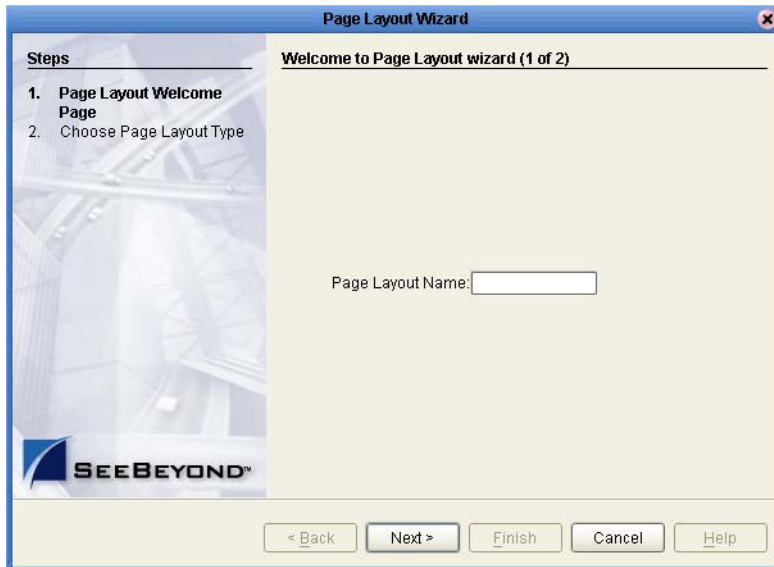 Page Layout Wizard
Steps
1. Page Layout Welcome
Page
2. Choose Page Layout Type
Welcome to Page Layout wizard (1 of 2)
Page Layout Name:
SEEBEYOND™
< Back Next > Finish Cancel Help